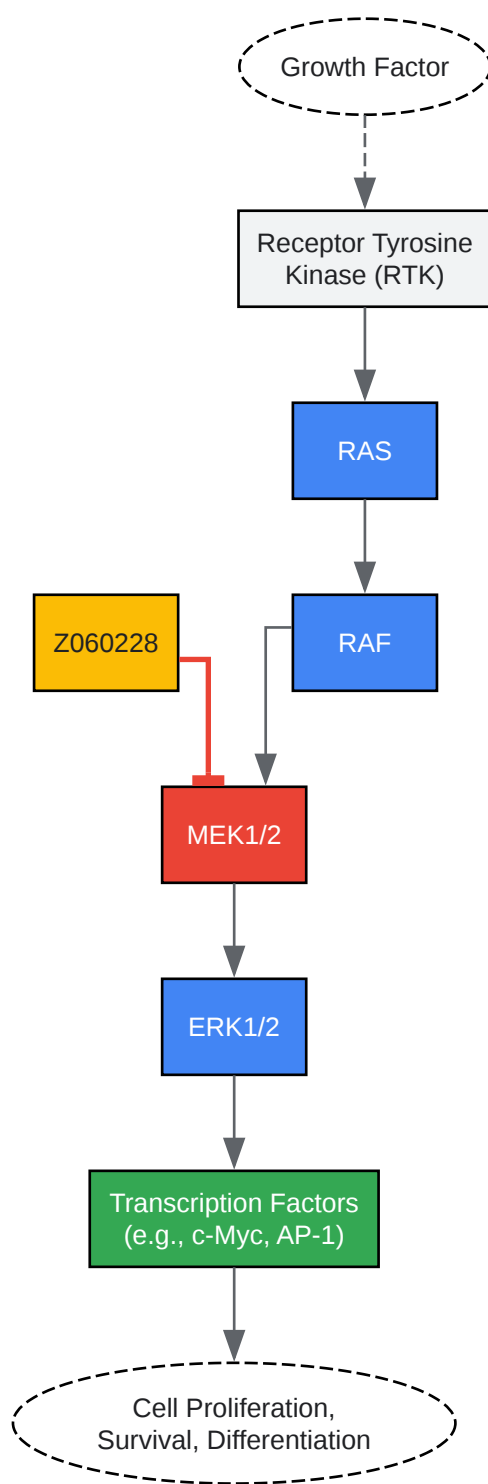 Growth Factor
Receptor Tyrosine
Kinase (RTK)
RAS
Z060228
RAF
MEK1/2
ERK1/2
Transcription Factors
(e.g., c-Myc, AP-1)
Cell Proliferation,
Survival, Differentiation